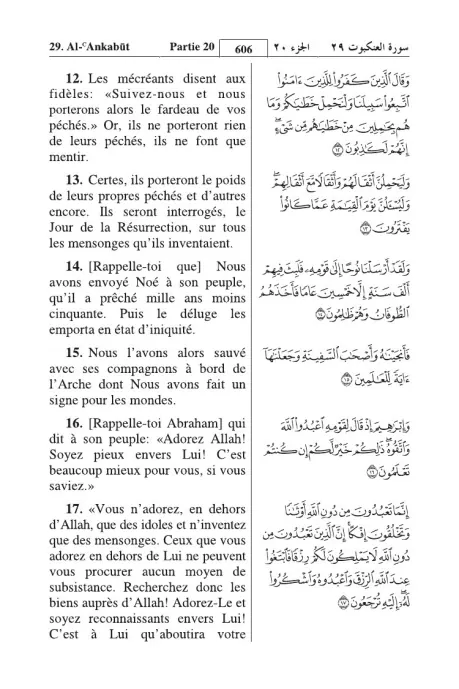 29. Al-ᶜAnkabūt Partie 20 606 الجزء ٢٠ سورة العنكبوت ٢٩
12. Les mécréants disent aux
fidèles: «Suivez-nous et nous
porterons alors le fardeau de vos
péchés.» Or, ils ne porteront rien
de leurs péchés, ils ne font que
mentir.
13. Certes, ils porteront le poids
de leurs propres péchés et d'autres
encore. Ils seront interrogés, le
Jour de la Résurrection, sur tous
les mensonges qu'ils inventaient.
14. [Rappelle-toi que] Nous
avons envoyé Noé à son peuple,
qu'il a prêché mille ans moins
cinquante. Puis le déluge les
emporta en état d'iniquité.
15. Nous l'avons alors sauvé
avec ses compagnons à bord de
l'Arche dont Nous avons fait un
signe pour les mondes.
16. [Rappelle-toi Abraham] qui
dit à son peuple: «Adorez Allah!
Soyez pieux envers Lui! C'est
beaucoup mieux pour vous, si vous
saviez.»
17. «Vous n'adorez, en dehors
d'Allah, que des idoles et n'inventez
que des mensonges. Ceux que vous
adorez en dehors de Lui ne peuvent
vous procurer aucun moyen de
subsistance. Recherchez donc les
biens auprès d'Allah! Adorez-Le et
soyez reconnaissants envers Lui!
C'est à Lui qu'aboutira votre
وَقَالَ ٱلَّذِينَ كَفَرُوا۟ لِلَّذِينَ ءَامَنُوا۟
ٱتَّبِعُوا۟ سَبِيلَنَا وَلْنَحْمِلْ خَطَٰيَٰكُمْ وَمَا
هُم بِحَٰمِلِينَ مِنْ خَطَٰيَٰهُم مِّن شَىْءٍ ۖ
إِنَّهُمْ لَكَٰذِبُونَ ١٢
وَلَيَحْمِلُنَّ أَثْقَالَهُمْ وَأَثْقَالًا مَّعَ أَثْقَالِهِمْ ۖ
وَلَيُسْـَٔلُنَّ يَوْمَ ٱلْقِيَٰمَةِ عَمَّا كَانُوا۟
يَفْتَرُونَ ١٣
وَلَقَدْ أَرْسَلْنَا نُوحًا إِلَىٰ قَوْمِهِۦ فَلَبِثَ فِيهِمْ
أَلْفَ سَنَةٍ إِلَّا خَمْسِينَ عَامًا فَأَخَذَهُمُ
ٱلطُّوفَانُ وَهُمْ ظَٰلِمُونَ ١٤
فَأَنجَيْنَٰهُ وَأَصْحَٰبَ ٱلسَّفِينَةِ وَجَعَلْنَٰهَآ
ءَايَةً لِّلْعَٰلَمِينَ ١٥
وَإِبْرَٰهِيمَ إِذْ قَالَ لِقَوْمِهِ ٱعْبُدُوا۟ ٱللَّهَ
وَٱتَّقُوهُ ۖ ذَٰلِكُمْ خَيْرٌ لَّكُمْ إِن كُنتُمْ
تَعْلَمُونَ ١٦
إِنَّمَا تَعْبُدُونَ مِن دُونِ ٱللَّهِ أَوْثَٰنًا
وَتَخْلُقُونَ إِفْكًا ۚ إِنَّ ٱلَّذِينَ تَعْبُدُونَ مِن
دُونِ ٱللَّهِ لَا يَمْلِكُونَ لَكُمْ رِزْقًا فَٱبْتَغُوا۟
عِندَ ٱللَّهِ ٱلرِّزْقَ وَٱعْبُدُوهُ وَٱشْكُرُوا۟
لَهُۥٓ ۖ إِلَيْهِ تُرْجَعُونَ ١٧